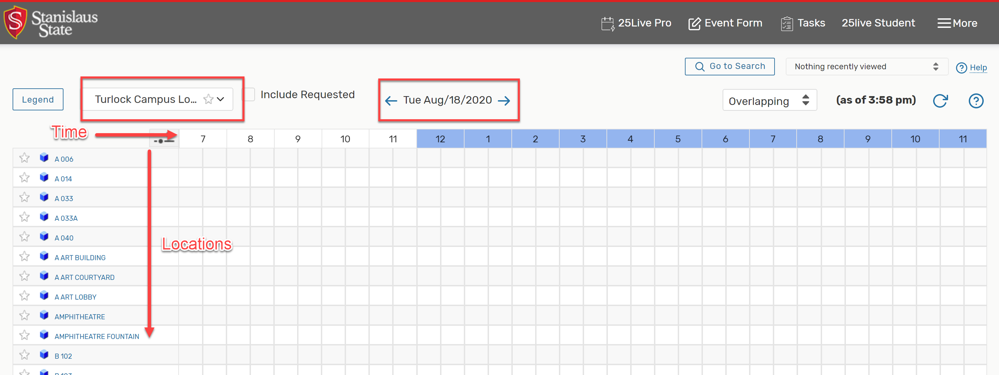 Stanislaus
State
25Live Pro
Event Form
Tasks
25live Student
More
Go to Search
Nothing recently viewed
Help
Legend
Turlock Campus Lo...
Include Requested
Tue Aug/18/2020
Overlapping
(as of 3:58 pm)
Time
7 8 9 10 11 12 1 2 3 4 5 6 7 8 9 10 11
A 006
A 014
A 033
A 033A
A 040
Locations
A ART BUILDING
A ART COURTYARD
A ART LOBBY
AMPHITHEATRE
AMPHITHEATRE FOUNTAIN
B 102